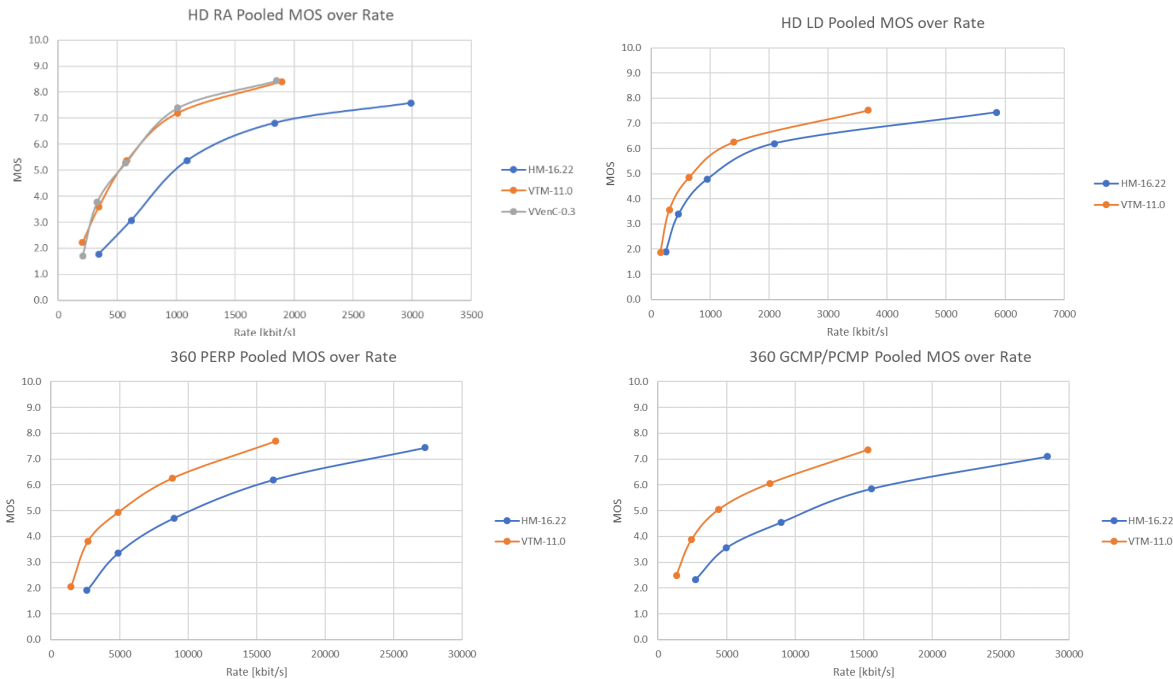 HD RA Pooled MOS over Rate
10.0
9.0
8.0
7.0
6.0
5.0
4.0
3.0
2.0
1.0
0.0
MOS
0 500 1000 1500 2000 2500 3000 3500
Rate [kbit/s]
HM-16.22
VTM-11.0
VVenC-0.3
HD LD Pooled MOS over Rate
10.0
9.0
8.0
7.0
6.0
5.0
4.0
3.0
2.0
1.0
0.0
MOS
0 1000 2000 3000 4000 5000 6000 7000
Rate [kbit/s]
HM-16.22
VTM-11.0
360 PERP Pooled MOS over Rate
10.0
9.0
8.0
7.0
6.0
5.0
4.0
3.0
2.0
1.0
0.0
MOS
0 5000 10000 15000 20000 25000 30000
Rate [kbit/s]
HM-16.22
VTM-11.0
360 GCMP/PCMP Pooled MOS over Rate
10.0
9.0
8.0
7.0
6.0
5.0
4.0
3.0
2.0
1.0
0.0
MOS
0 5000 10000 15000 20000 25000 30000
Rate [kbit/s]
HM-16.22
VTM-11.0